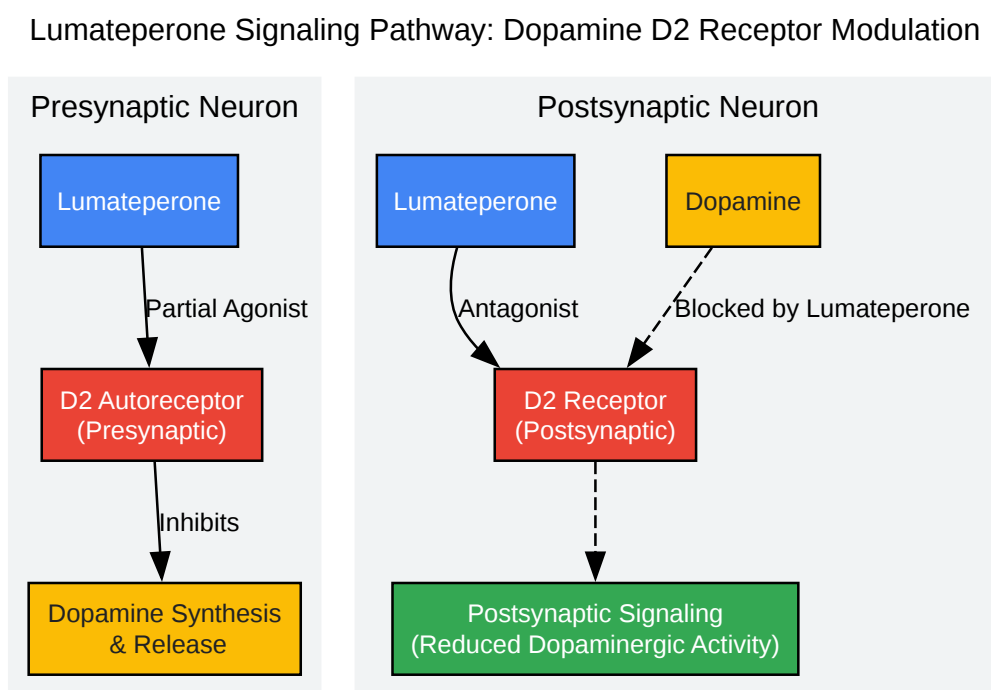 Lumateperone Signaling Pathway: Dopamine D2 Receptor Modulation
Presynaptic Neuron
Lumateperone
Partial Agonist
D2 Autoreceptor
(Presynaptic)
Inhibits
Dopamine Synthesis
& Release
Postsynaptic Neuron
Lumateperone
Dopamine
Antagonist
Blocked by Lumateperone
D2 Receptor
(Postsynaptic)
Postsynaptic Signaling
(Reduced Dopaminergic Activity)